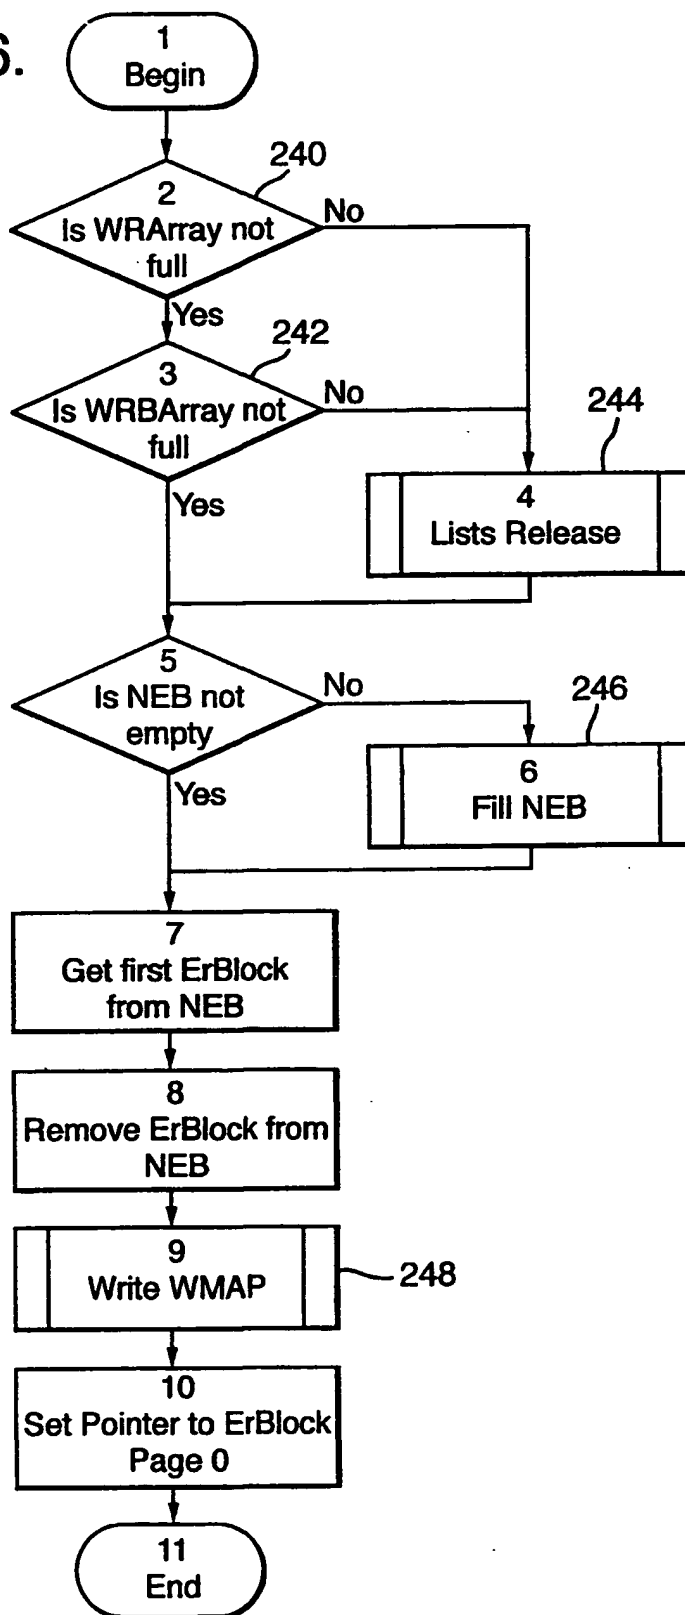 6.
1
Begin
240
2
Is WRArray not
full
No
Yes
242
3
Is WRBArray not
full
No
Yes
244
4
Lists Release
5
Is NEB not
empty
No
Yes
246
6
Fill NEB
7
Get first ErBlock
from NEB
8
Remove ErBlock from
NEB
9
Write WMAP
248
10
Set Pointer to ErBlock
Page 0
11
End